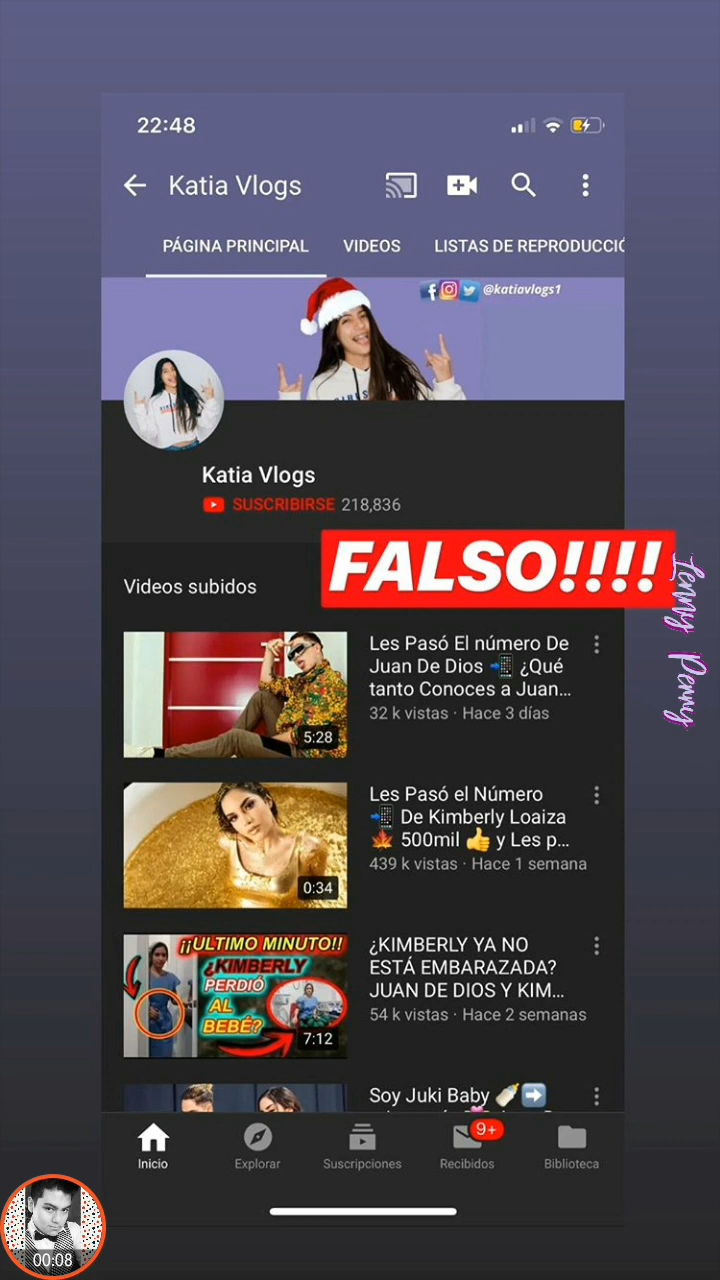 22:48
Katia Vlogs
PÁGINA PRINCIPAL
VIDEOS
LISTAS DE REPRODUCCIÓ
@katiavlogs1
Katia Vlogs
SUSCRIBIRSE 218,836
FALSO!!!!
Lenny Penny
Videos subidos
Les Pasó El número De
Juan De Dios 📲 ¿Qué
tanto Conoces a Juan...
32 k vistas · Hace 3 días
5:28
Les Pasó el Número
📲 De Kimberly Loaiza
🍁 500mil 👍 y Les p...
439 k vistas · Hace 1 semana
0:34
¡¡ULTIMO MINUTO!!
¿KIMBERLY
PERDIÓ
AL
BEBÉ?
7:12
¿KIMBERLY YA NO
ESTÁ EMBARAZADA?
JUAN DE DIOS Y KIM...
54 k vistas · Hace 2 semanas
Soy Juki Baby 🍼➡️
9+
Inicio
Explorar
Suscripciones
Recibidos
Biblioteca
00:08